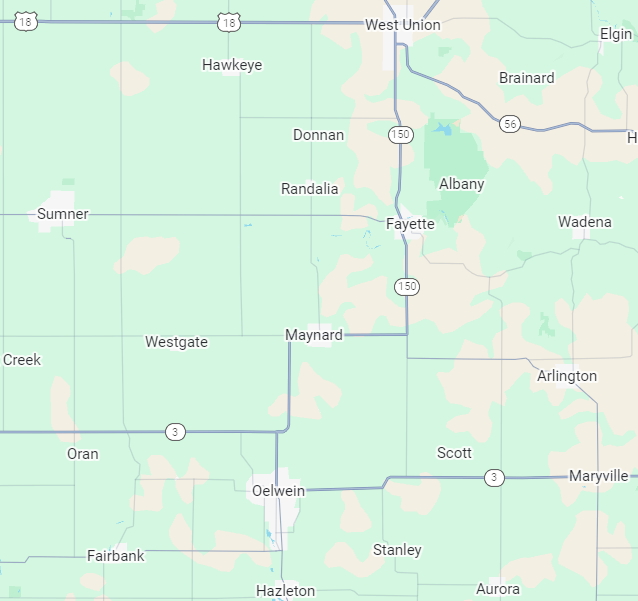 18
18
West Union
Elgin
Hawkeye
Brainard
56
Donnan
150
H
Randalia
Albany
Sumner
Fayette
Wadena
150
Westgate
Maynard
Creek
Arlington
3
Oran
Scott
Oelwein
3
Maryville
Fairbank
Stanley
Hazleton
Aurora